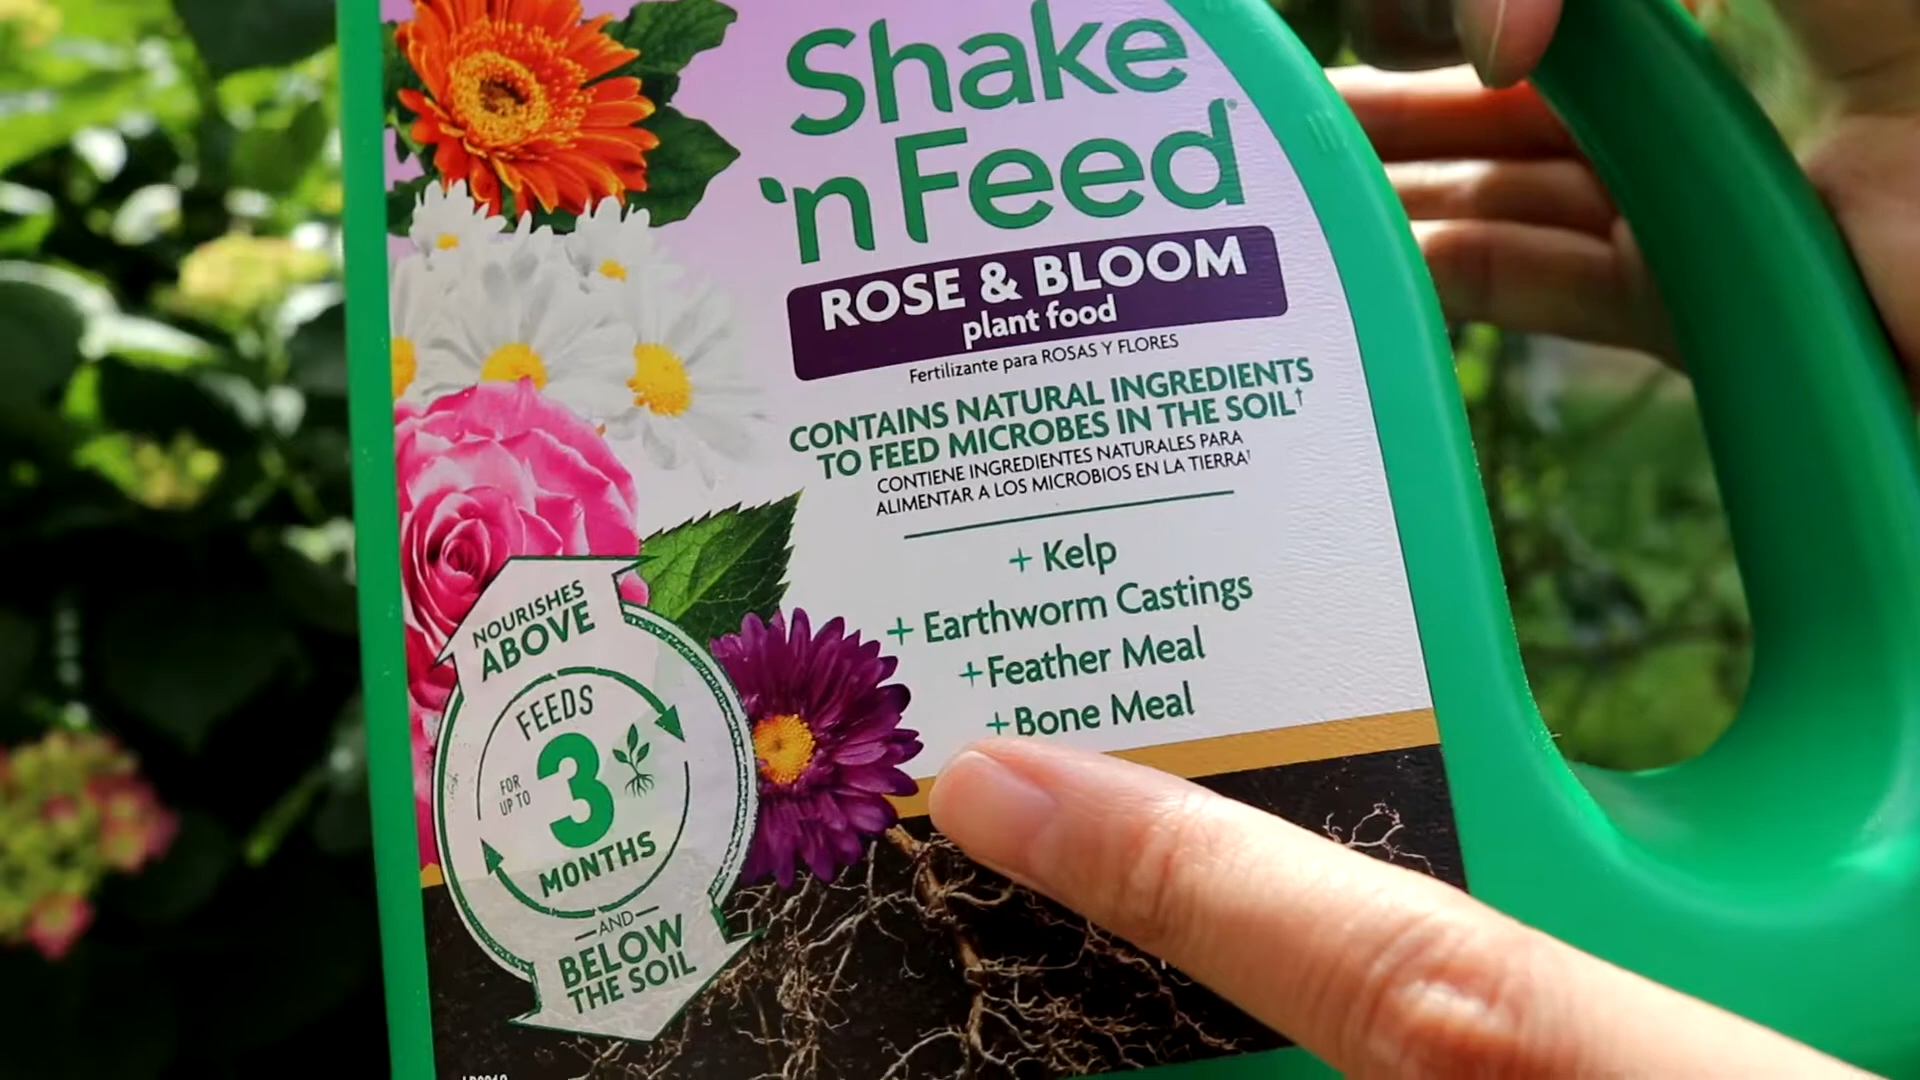 Shake
'n Feed®
ROSE & BLOOM
plant food
Fertilizante para ROSAS Y FLORES
CONTAINS NATURAL INGREDIENTS
TO FEED MICROBES IN THE SOIL†
CONTIENE INGREDIENTES NATURALES PARA
ALIMENTAR A LOS MICROBIOS EN LA TIERRA†
+ Kelp
+ Earthworm Castings
+ Feather Meal
+ Bone Meal
NOURISHES
ABOVE
FEEDS
FOR
UP TO
3
MONTHS
—AND—
BELOW
THE SOIL